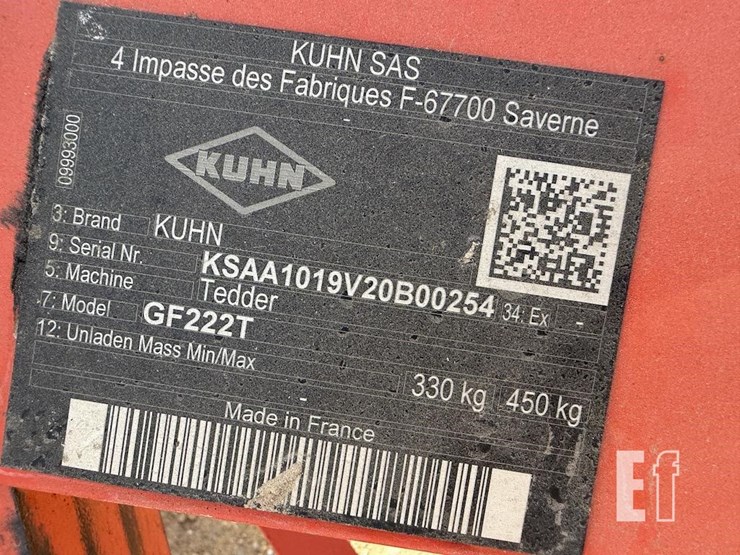 KUHN SAS
4 Impasse des Fabriques F-67700 Saverne
-
09993000
KUHN
3: Brand KUHN
9: Serial Nr. KSAA1019V20B00254 34: Ex -
5: Machine Tedder
7: Model GF222T
12: Unladen Mass Min/Max
- 330 kg 450 kg
Made in France
Ef